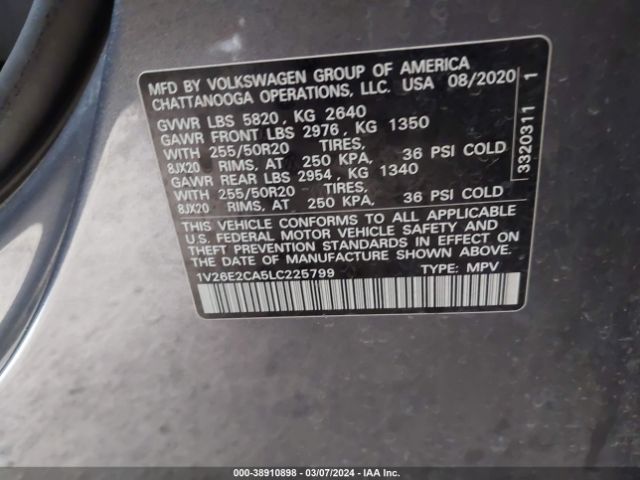 MFD BY VOLKSWAGEN GROUP OF AMERICA
CHATTANOOGA OPERATIONS, LLC. USA 08/2020
GVWR LBS 5820, KG 2640
GAWR FRONT LBS 2976, KG 1350
WITH 255/50R20 TIRES,
8JX20 RIMS, AT 250 KPA, 36 PSI COLD
GAWR REAR LBS 2954, KG 1340
WITH 255/50R20 TIRES,
8JX20 RIMS, AT 250 KPA, 36 PSI COLD
THIS VEHICLE CONFORMS TO ALL APPLICABLE
U.S. FEDERAL MOTOR VEHICLE SAFETY AND
THEFT PREVENTION STANDARDS IN EFFECT ON
THE DATE OF MANUFACTURE SHOWN ABOVE.
1V26E2CA5LC225799 TYPE: MPV
3320311 1
000-38910898 - 03/07/2024 - IAA Inc.